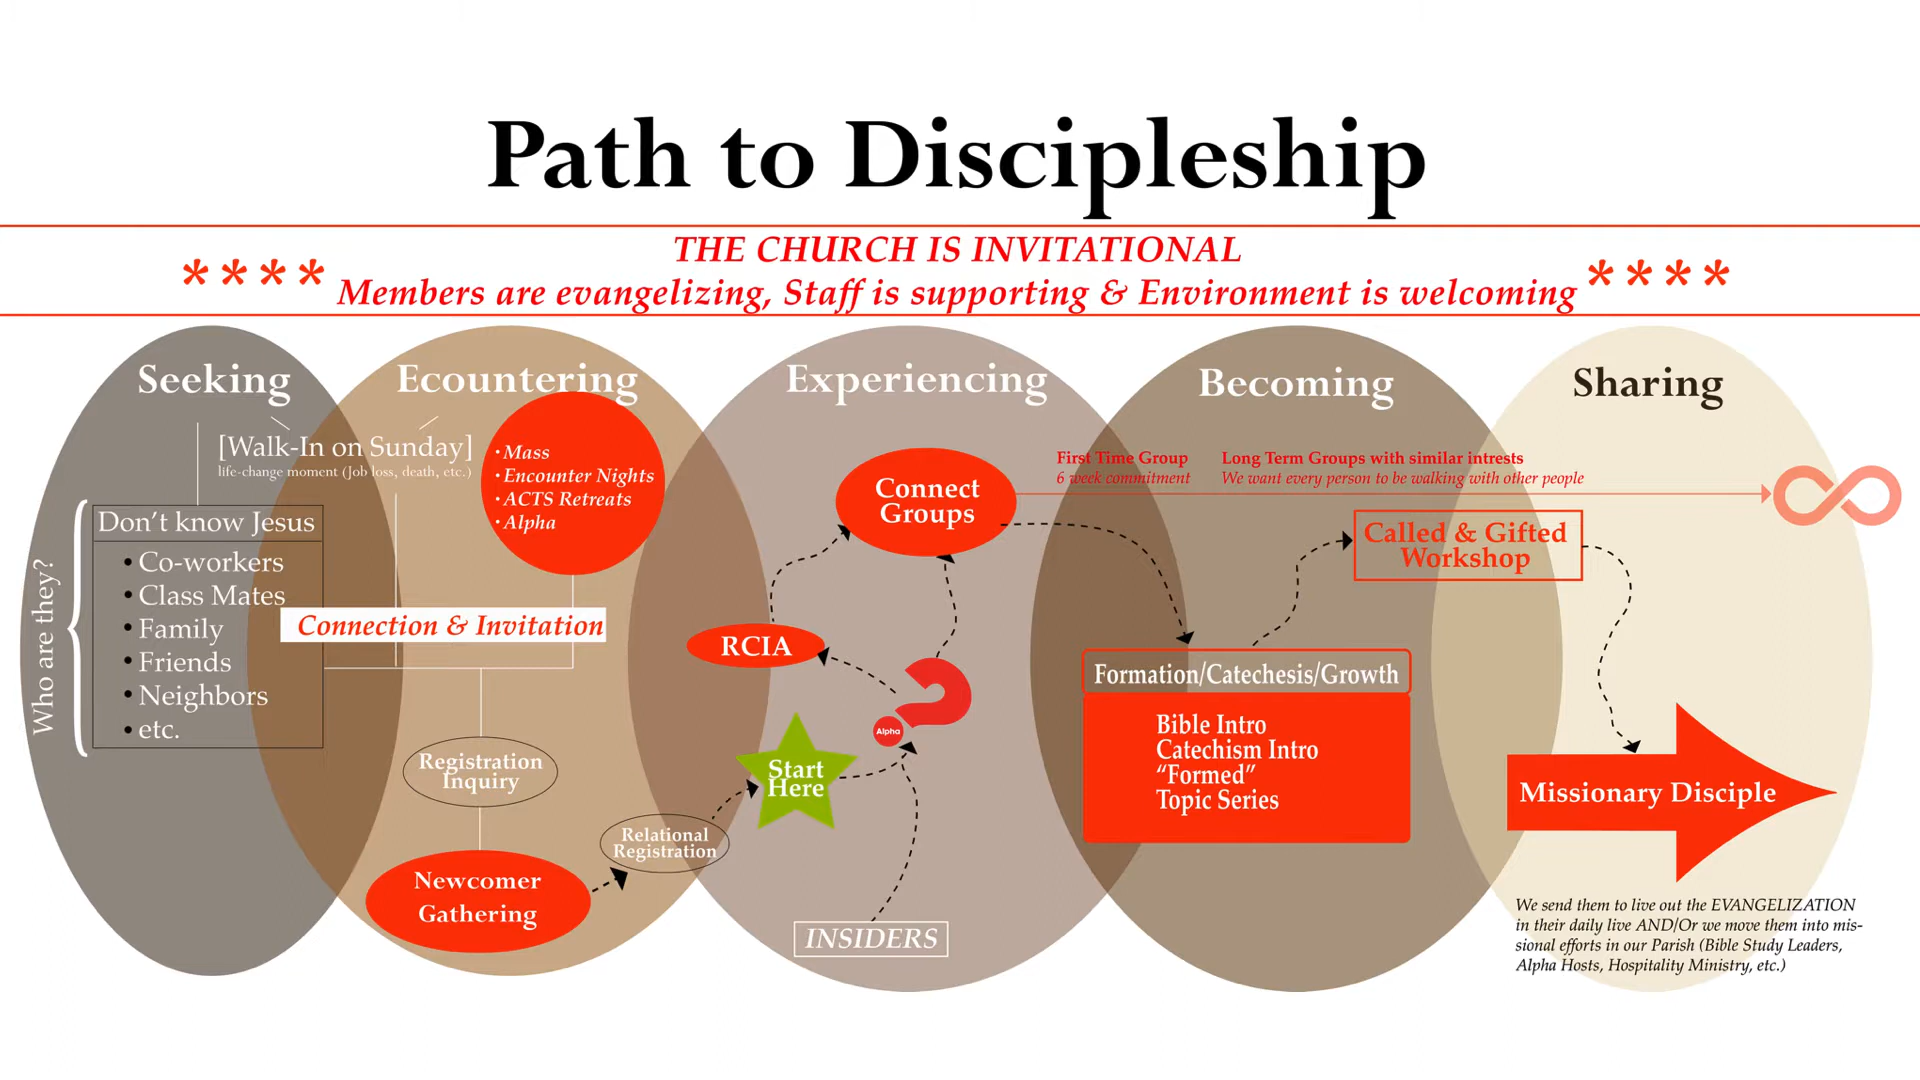 Path to Discipleship
THE CHURCH IS INVITATIONAL
**** Members are evangelizing, Staff is supporting & Environment is welcoming ****
Seeking
Ecountering
Experiencing
Becoming
Sharing
[Walk-In on Sunday]
life-change moment (Job loss, death, etc.)
Who are they?
Don't know Jesus
• Co-workers
• Class Mates
• Family
• Friends
• Neighbors
• etc.
• Mass
• Encounter Nights
• ACTS Retreats
• Alpha
Connection & Invitation
Registration
Inquiry
Newcomer
Gathering
Relational
Registration
Start
Here
Alpha
RCIA
Connect
Groups
INSIDERS
First Time Group
6 week commitment
Long Term Groups with similar intrests
We want every person to be walking with other people
Called & Gifted
Workshop
Formation/Catechesis/Growth
Bible Intro
Catechism Intro
“Formed”
Topic Series
Missionary Disciple
We send them to live out the EVANGELIZATION
in their daily live AND/Or we move them into mis-
sional efforts in our Parish (Bible Study Leaders,
Alpha Hosts, Hospitality Ministry, etc.)